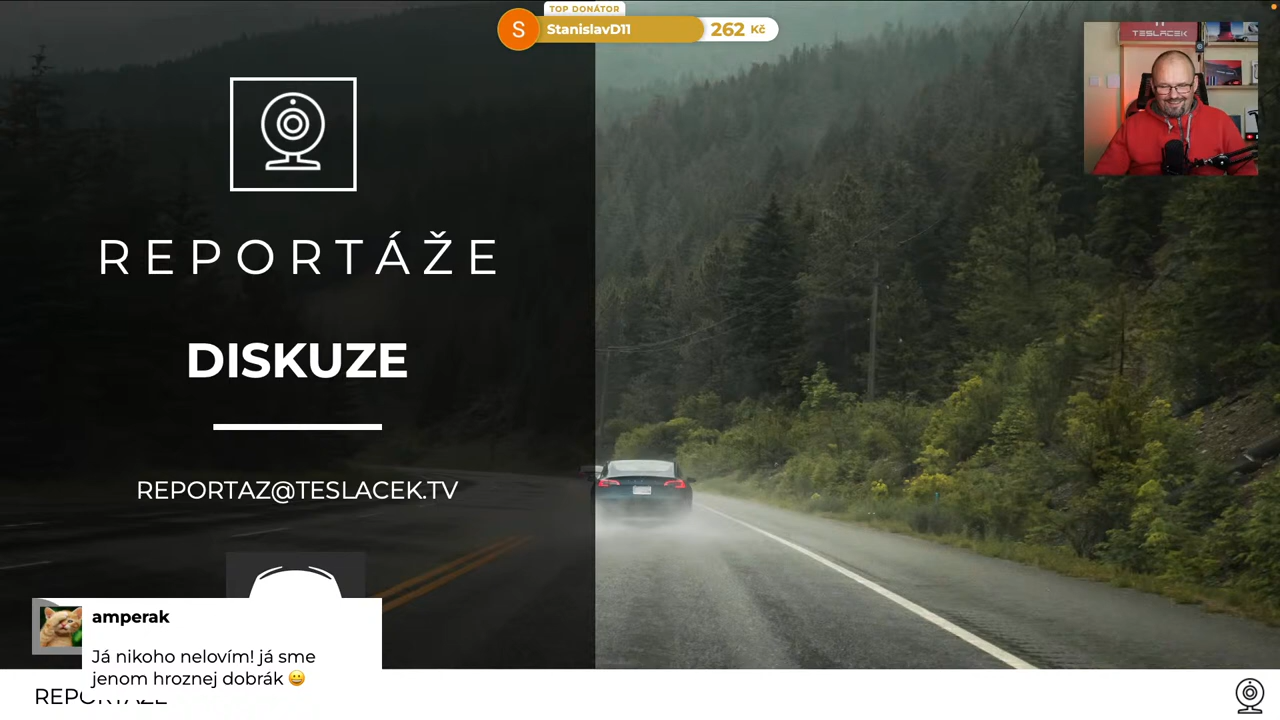 TOP DONÁTOR
S
StanislavD11
262 Kč
TESLACEK
REPORTÁŽE
DISKUZE
REPORTAZ@TESLACEK.TV
amperak
Já nikoho nelovím! já sme
jenom hroznej dobrák 😀
REPORTÁŽE